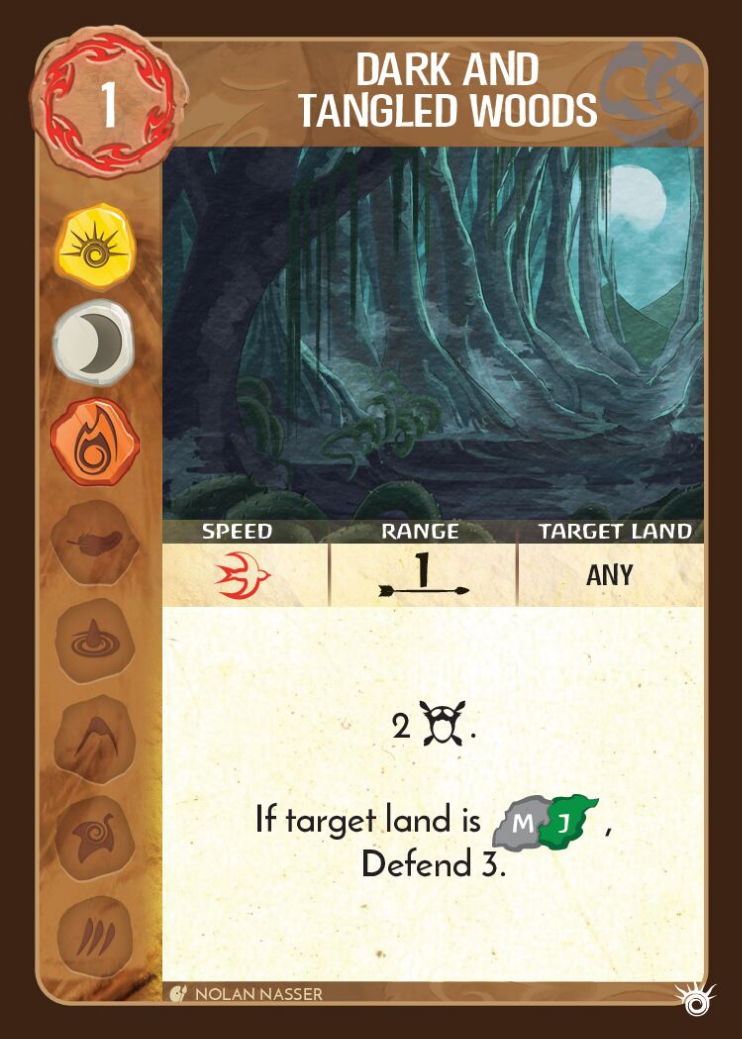 1
DARK AND
TANGLED WOODS
SPEED RANGE TARGET LAND
1 ANY
2 .
If target land is M J ,
Defend 3.
NOLAN NASSER